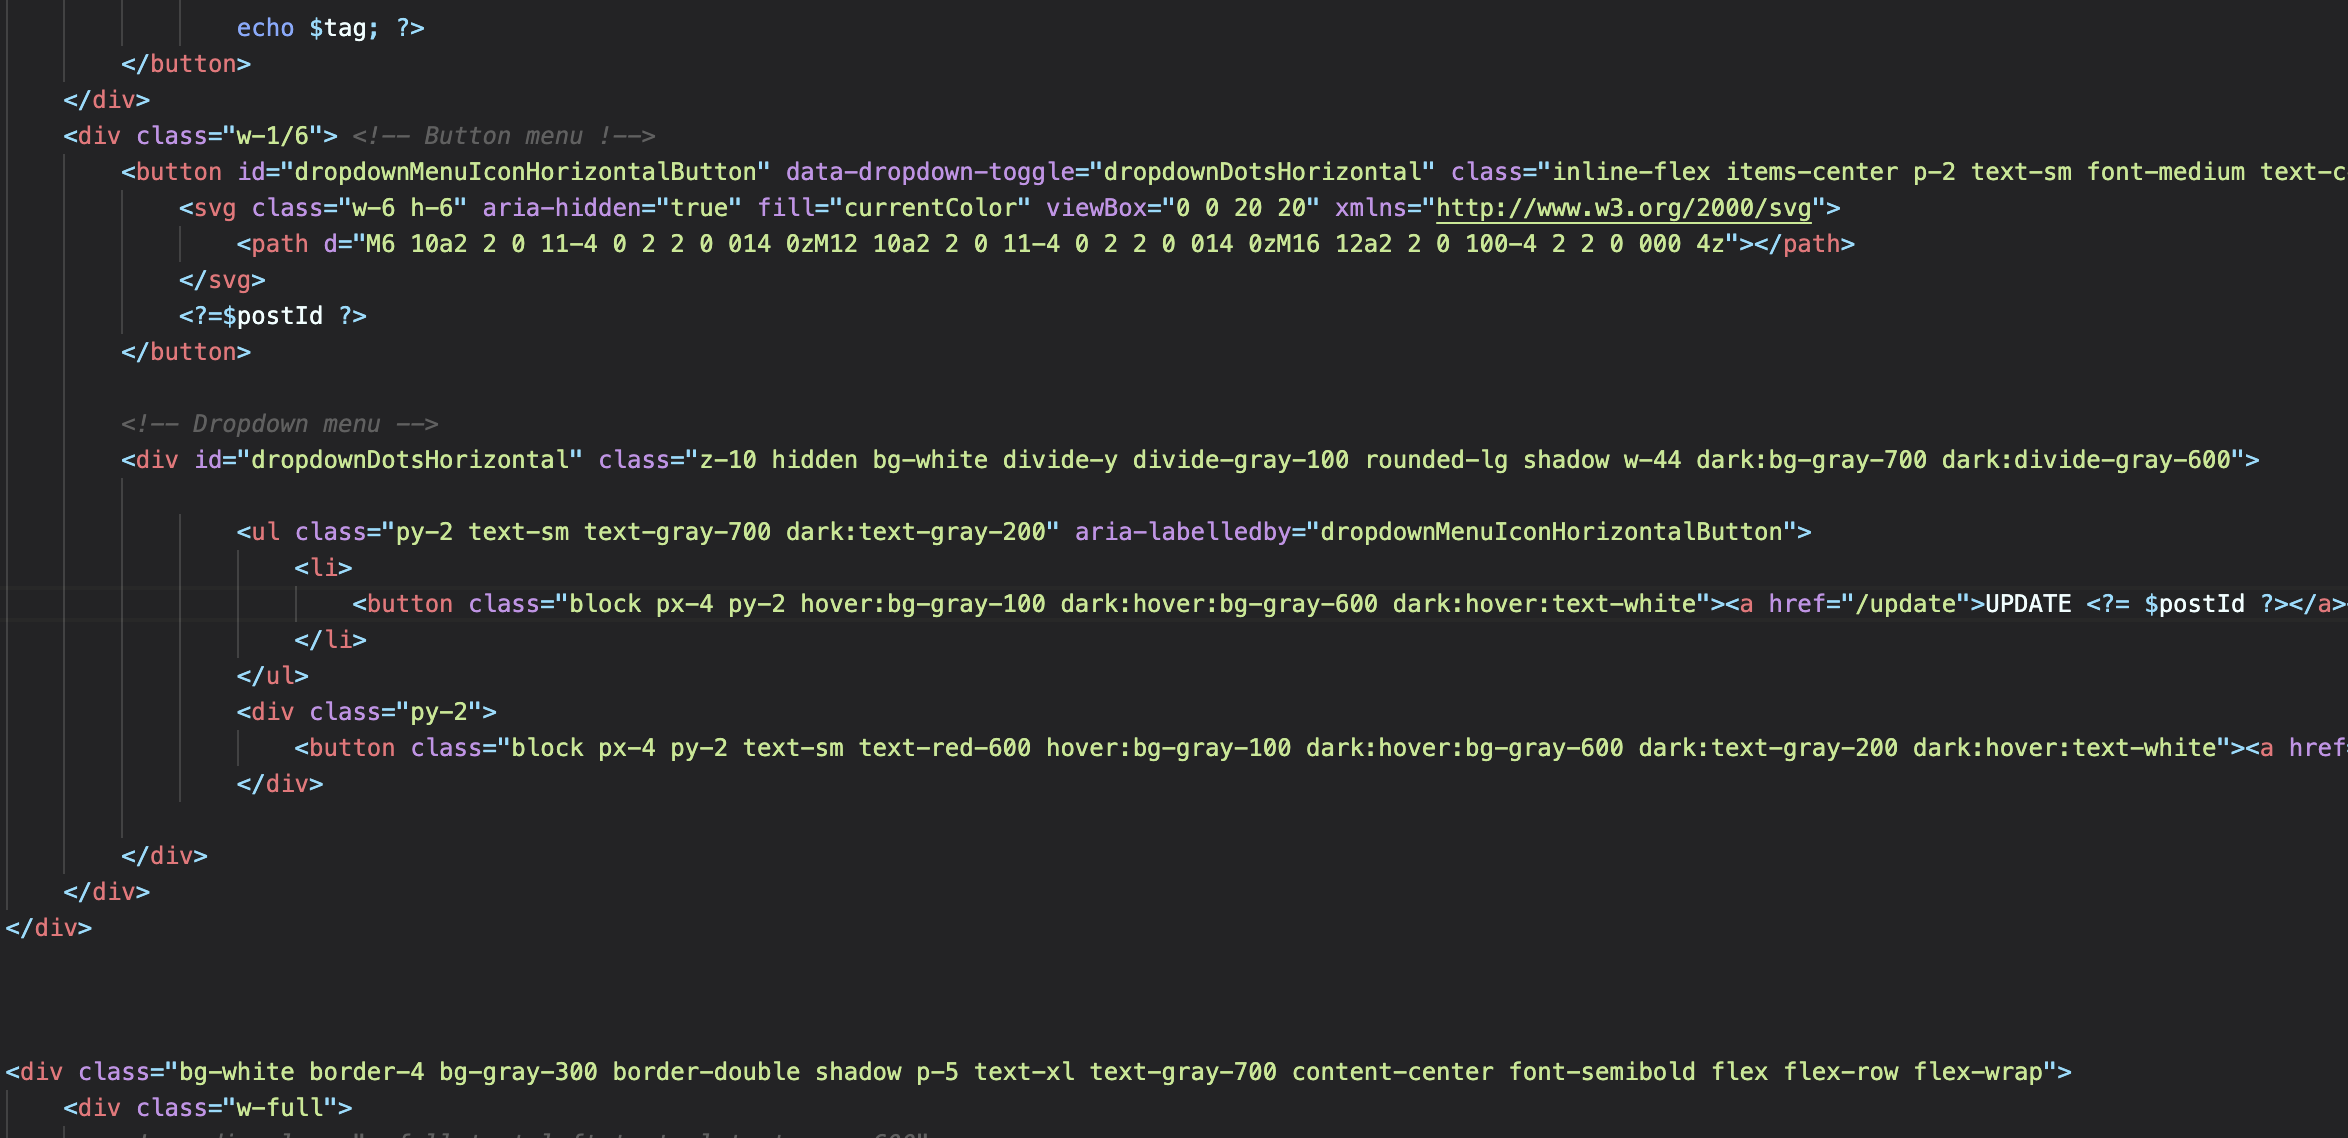 echo $tag; ?>
</button>
</div>
<div class="w-1/6"> <!-- Button menu !-->
<button id="dropdownMenuIconHorizontalButton" data-dropdown-toggle="dropdownDotsHorizontal" class="inline-flex items-center p-2 text-sm font-medium text-c
<svg class="w-6 h-6" aria-hidden="true" fill="currentColor" viewBox="0 0 20 20" xmlns="http://www.w3.org/2000/svg">
<path d="M6 10a2 2 0 11-4 0 2 2 0 014 0zM12 10a2 2 0 11-4 0 2 2 0 014 0zM16 12a2 2 0 100-4 2 2 0 000 4z"></path>
</svg>
<?=$postId ?>
</button>
<!-- Dropdown menu -->
<div id="dropdownDotsHorizontal" class="z-10 hidden bg-white divide-y divide-gray-100 rounded-lg shadow w-44 dark:bg-gray-700 dark:divide-gray-600">
<ul class="py-2 text-sm text-gray-700 dark:text-gray-200" aria-labelledby="dropdownMenuIconHorizontalButton">
<li>
<button class="block px-4 py-2 hover:bg-gray-100 dark:hover:bg-gray-600 dark:hover:text-white"><a href="/update">UPDATE <?= $postId ?></a>
</li>
</ul>
<div class="py-2">
<button class="block px-4 py-2 text-sm text-red-600 hover:bg-gray-100 dark:hover:bg-gray-600 dark:text-gray-200 dark:hover:text-white"><a href=
</div>
</div>
</div>
</div>
<div class="bg-white border-4 bg-gray-300 border-double shadow p-5 text-xl text-gray-700 content-center font-semibold flex flex-row flex-wrap">
<div class="w-full">